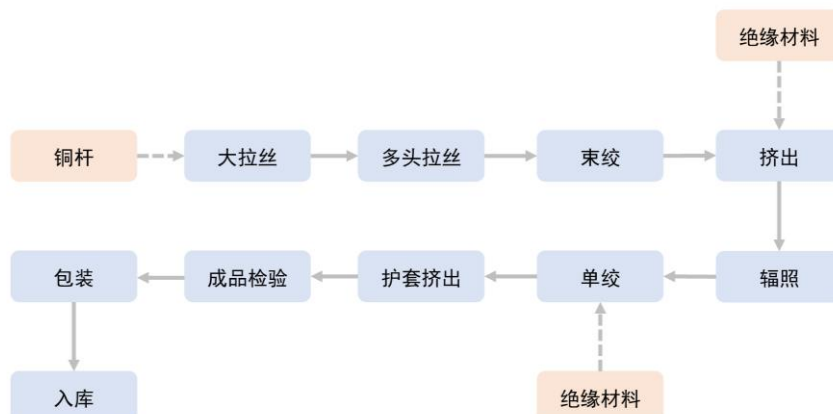 绝缘材料
铜杆
大拉丝
多头拉丝
束绞
挤出
包装
成品检验
护套挤出
单绞
辐照
入库
绝缘材料